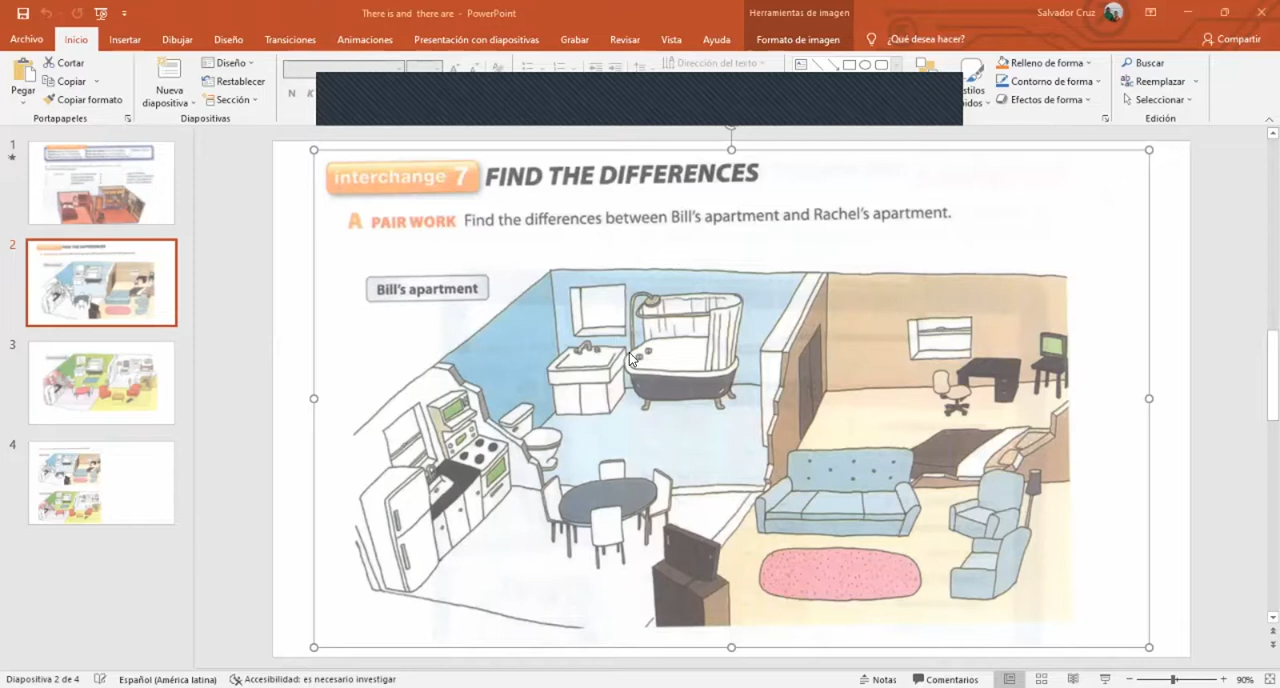 There is and there are - PowerPoint
Herramientas de imagen
Salvador Cruz
Archivo Inicio Insertar Dibujar Diseño Transiciones Animaciones Presentación con diapositivas Grabar Revisar Vista Ayuda Formato de imagen ¿Qué desea hacer? Compartir
Pegar
Cortar
Copiar
Copiar formato
Portapapeles
Nueva
diapositiva
Diseño
Restablecer
Sección
Diapositivas
N K
Dirección del texto
Relleno de forma
Contorno de forma
Efectos de forma
Buscar
Reemplazar
Seleccionar
Edición
1
2
3
4
interchange 7 FIND THE DIFFERENCES
A PAIR WORK Find the differences between Bill's apartment and Rachel's apartment.
Bill's apartment
Diapositiva 2 de 4 Español (América latina) Accesibilidad: es necesario investigar Notas Comentarios 90%